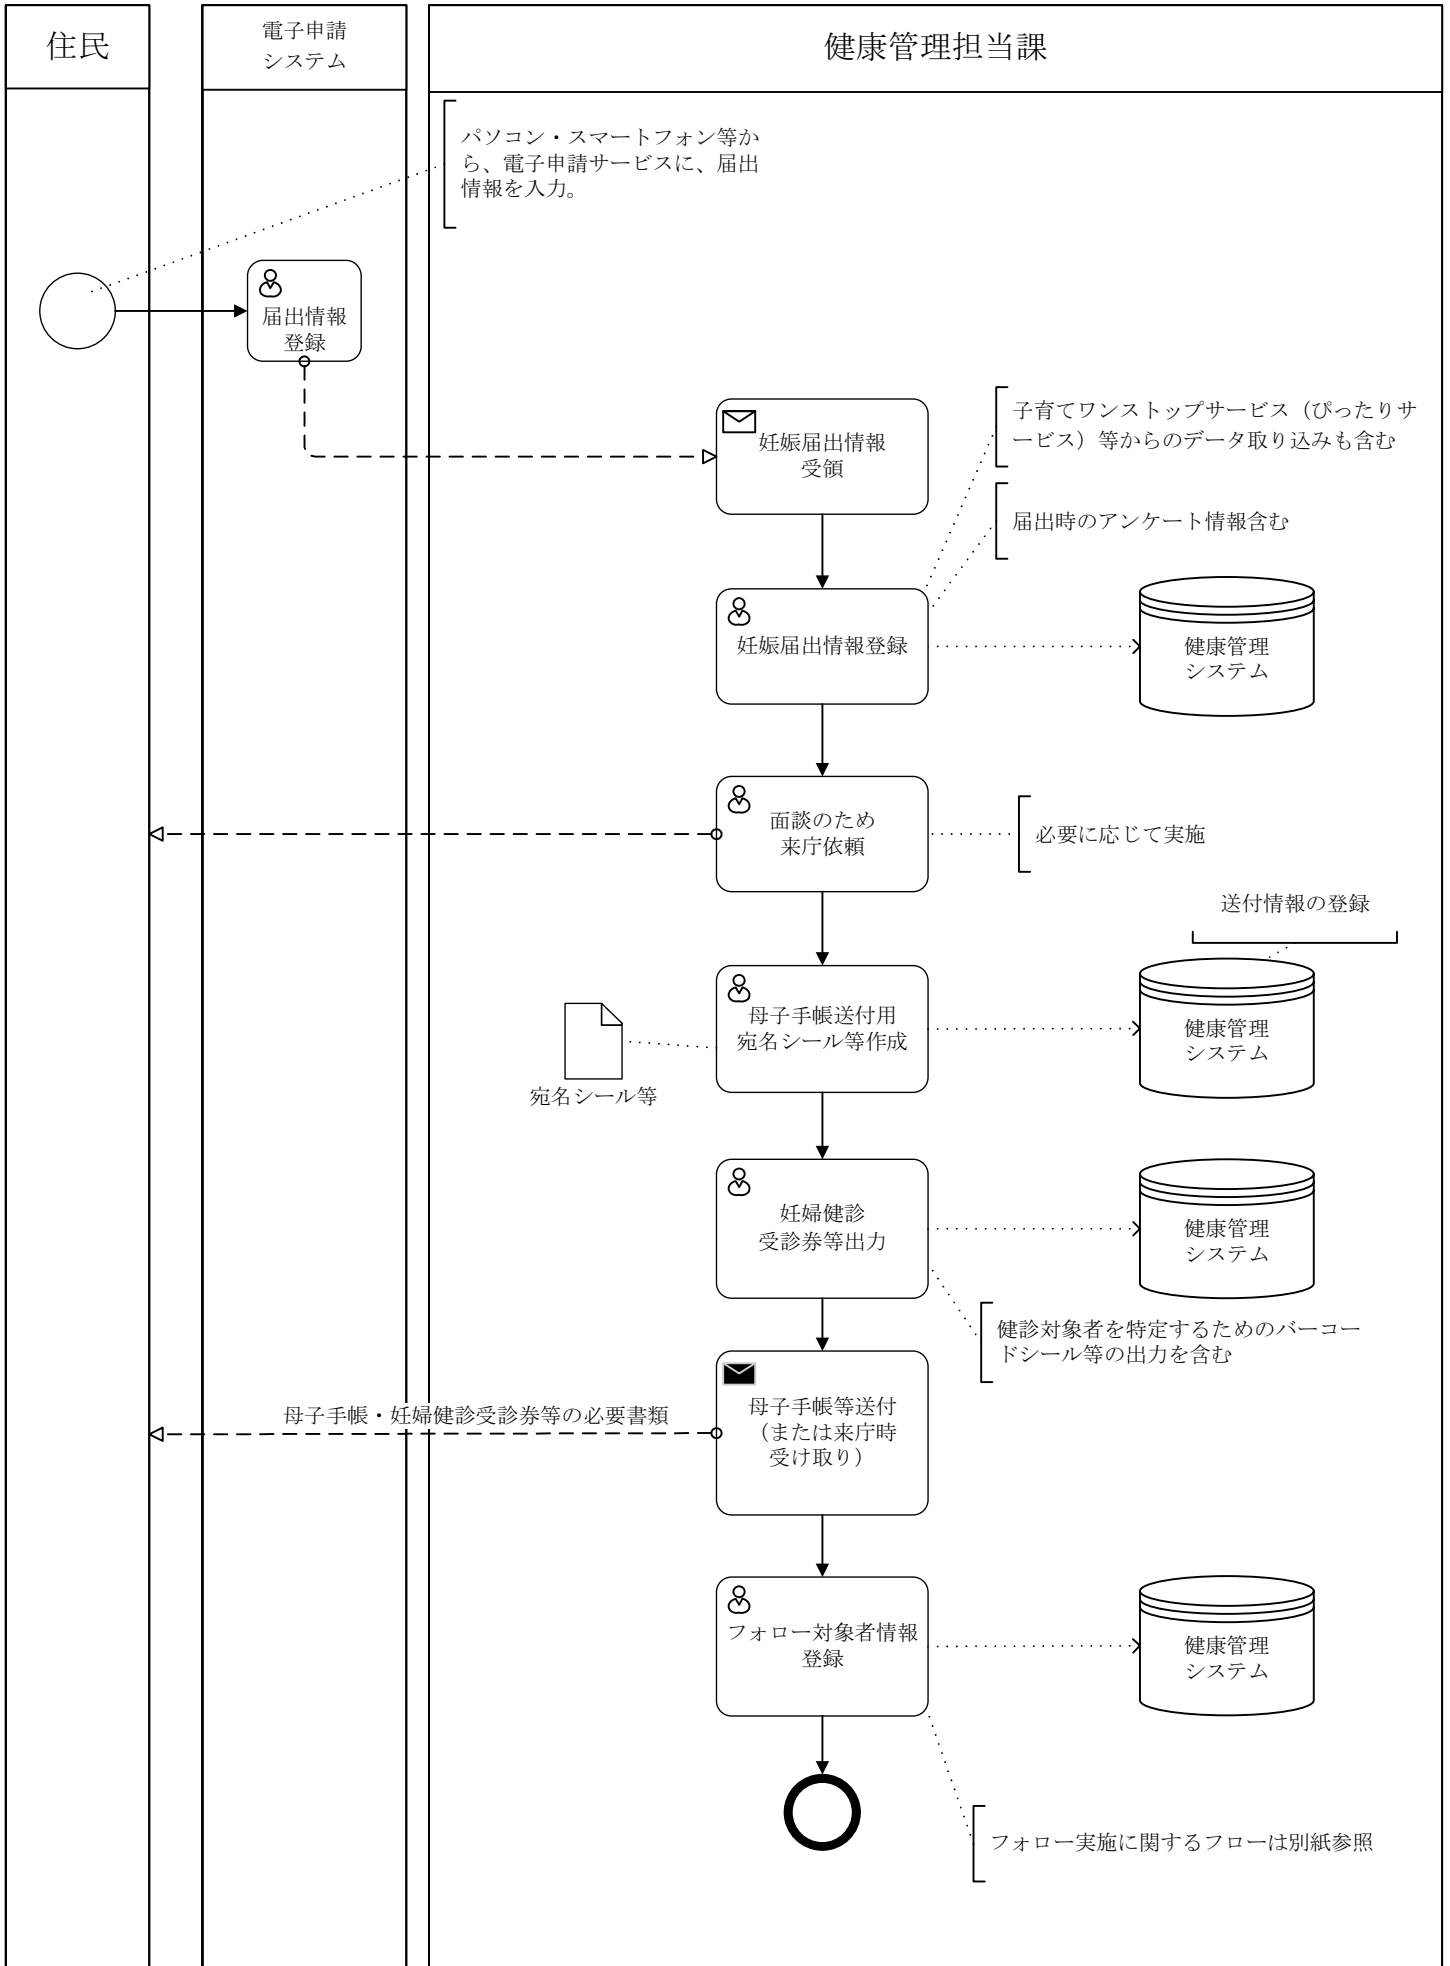 住民
電子申請
システム
健康管理担当課
パソコン・スマートフォン等か
ら、電子申請サービスに、届出
情報を入力。
届出情報
登録
妊娠届出情報
受領
子育てワンストップサービス（ぴったりサ
ービス）等からのデータ取り込みも含む
届出時のアンケート情報含む
妊娠届出情報登録
健康管理
システム
面談のため
来庁依頼
必要に応じて実施
送付情報の登録
母子手帳送付用
宛名シール等作成
宛名シール等
健康管理
システム
妊婦健診
受診券等出力
健康管理
システム
健診対象者を特定するためのバーコー
ドシール等の出力を含む
母子手帳・妊婦健診受診券等の必要書類
母子手帳等送付
（または来庁時
受け取り）
フォロー対象者情報
登録
健康管理
システム
フォロー実施に関するフローは別紙参照